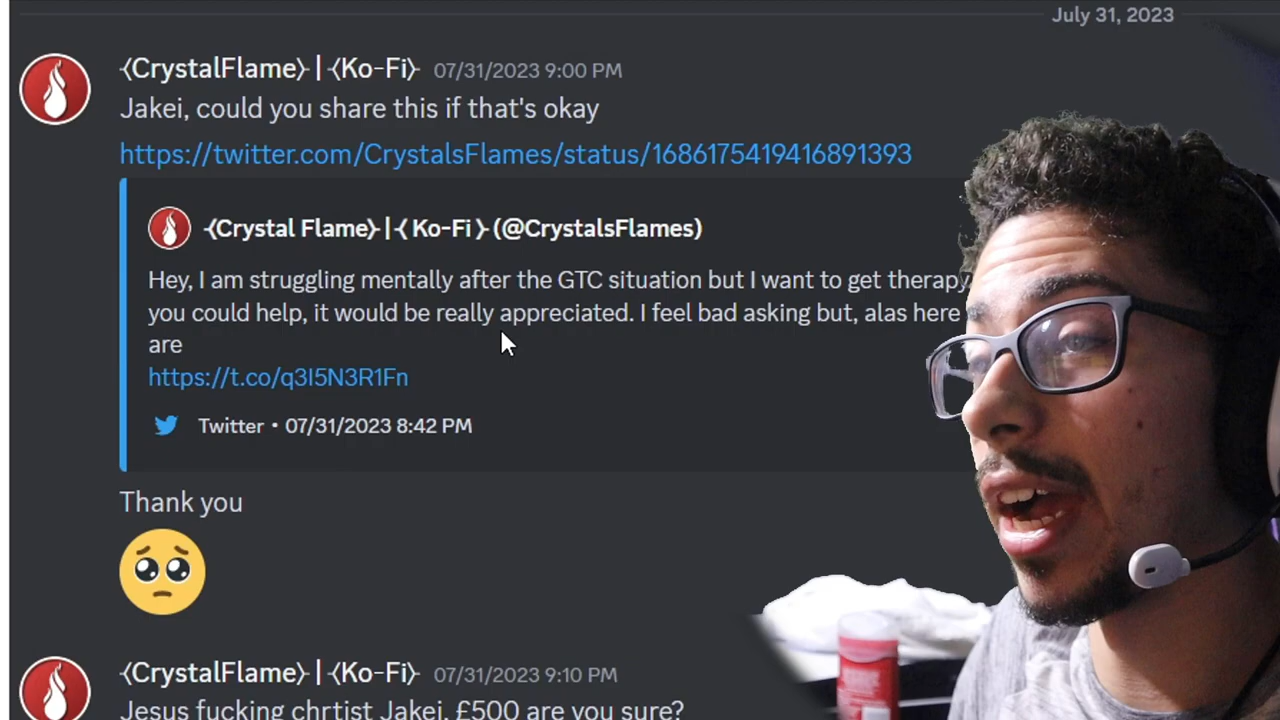 July 31, 2023
-{CrystalFlame}- | -{Ko-Fi}- 07/31/2023 9:00 PM
Jakei, could you share this if that's okay
https://twitter.com/CrystalsFlames/status/1686175419416891393
-{Crystal Flame}- | -{ Ko-Fi }- (@CrystalsFlames)
Hey, I am struggling mentally after the GTC situation but I want to get therapy
you could help, it would be really appreciated. I feel bad asking but, alas here
are
https://t.co/q3I5N3R1Fn
Twitter • 07/31/2023 8:42 PM
Thank you
-{CrystalFlame}- | -{Ko-Fi}- 07/31/2023 9:10 PM
Jesus fucking chrtist Jakei, £500 are you sure?